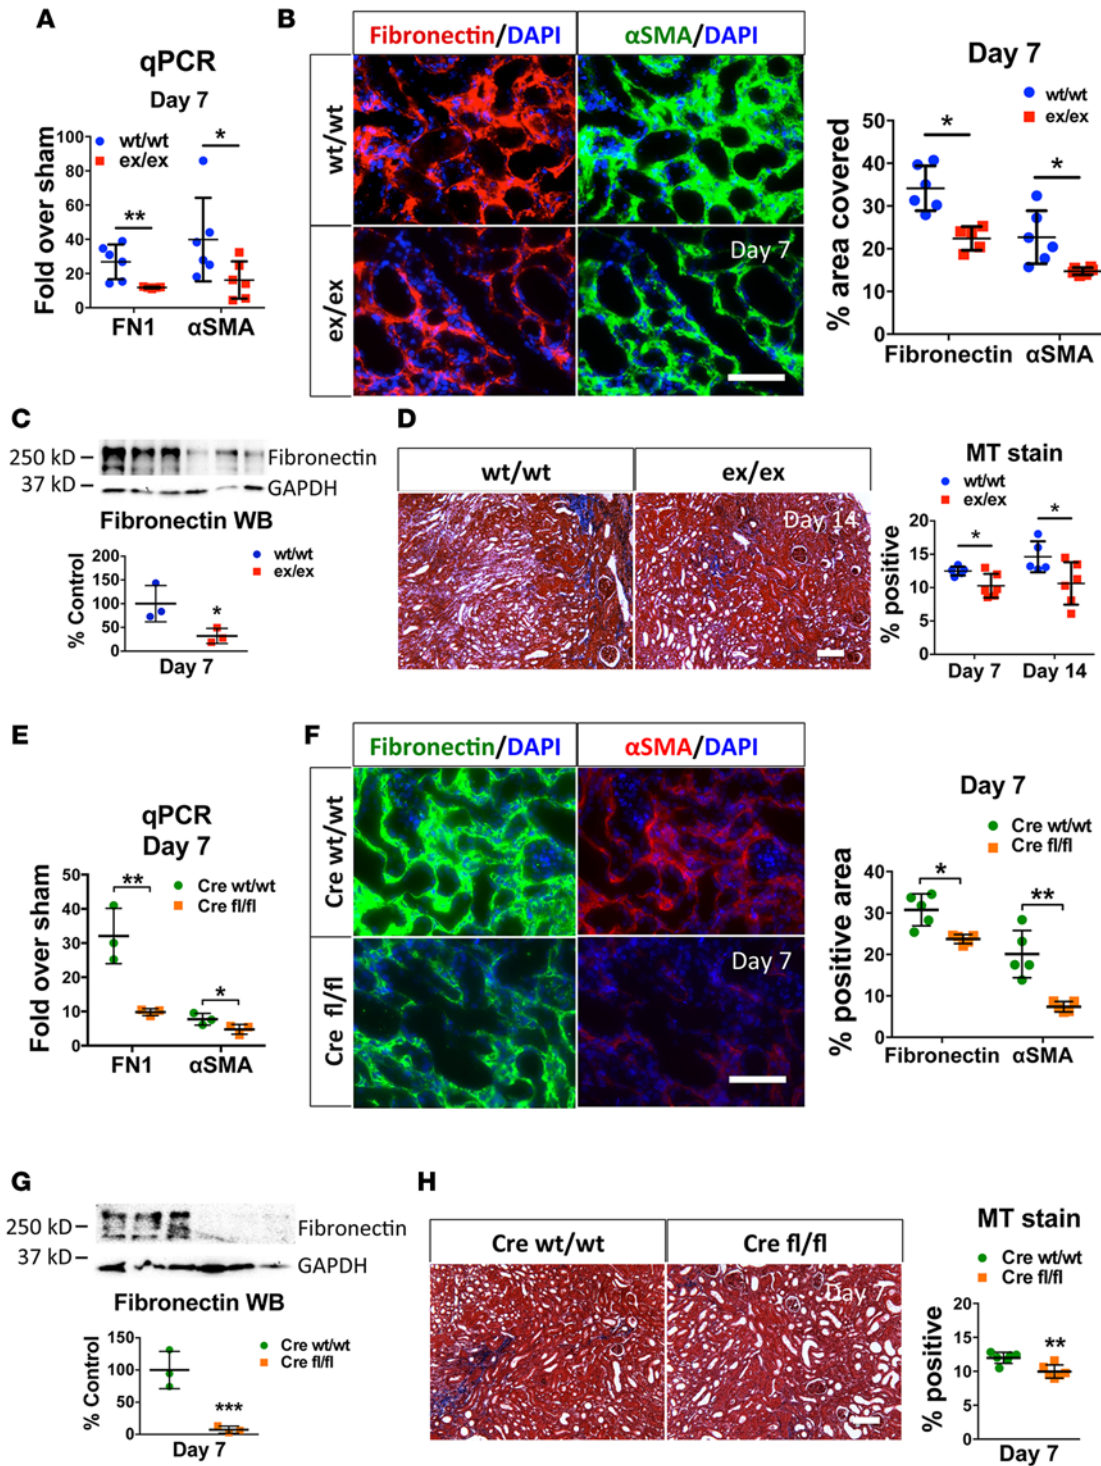 A
qPCR
Day 7
wt/wt
ex/ex
Fold over sham
100
80
60
40
20
0
**
*
FN1
αSMA
B
Fibronectin/DAPI
αSMA/DAPI
wt/wt
ex/ex
Day 7
Day 7
wt/wt
ex/ex
% area covered
50
40
30
20
10
0
*
*
Fibronectin
αSMA
C
250 kD
37 kD
Fibronectin
GAPDH
Fibronectin WB
wt/wt
ex/ex
% Control
200
150
100
50
0
*
Day 7
D
wt/wt
ex/ex
Day 14
MT stain
wt/wt
ex/ex
% positive
20
15
10
5
0
*
*
Day 7
Day 14
E
qPCR
Day 7
Cre wt/wt
Cre fl/fl
Fold over sham
50
40
30
20
10
0
**
*
FN1
αSMA
F
Fibronectin/DAPI
αSMA/DAPI
Cre wt/wt
Cre fl/fl
Day 7
Day 7
Cre wt/wt
Cre fl/fl
% positive area
40
30
20
10
0
*
**
Fibronectin
αSMA
G
250 kD
37 kD
Fibronectin
GAPDH
Fibronectin WB
Cre wt/wt
Cre fl/fl
% Control
150
100
50
0
***
Day 7
H
Cre wt/wt
Cre fl/fl
Day 7
MT stain
Cre wt/wt
Cre fl/fl
% positive
20
15
10
5
0
**
Day 7